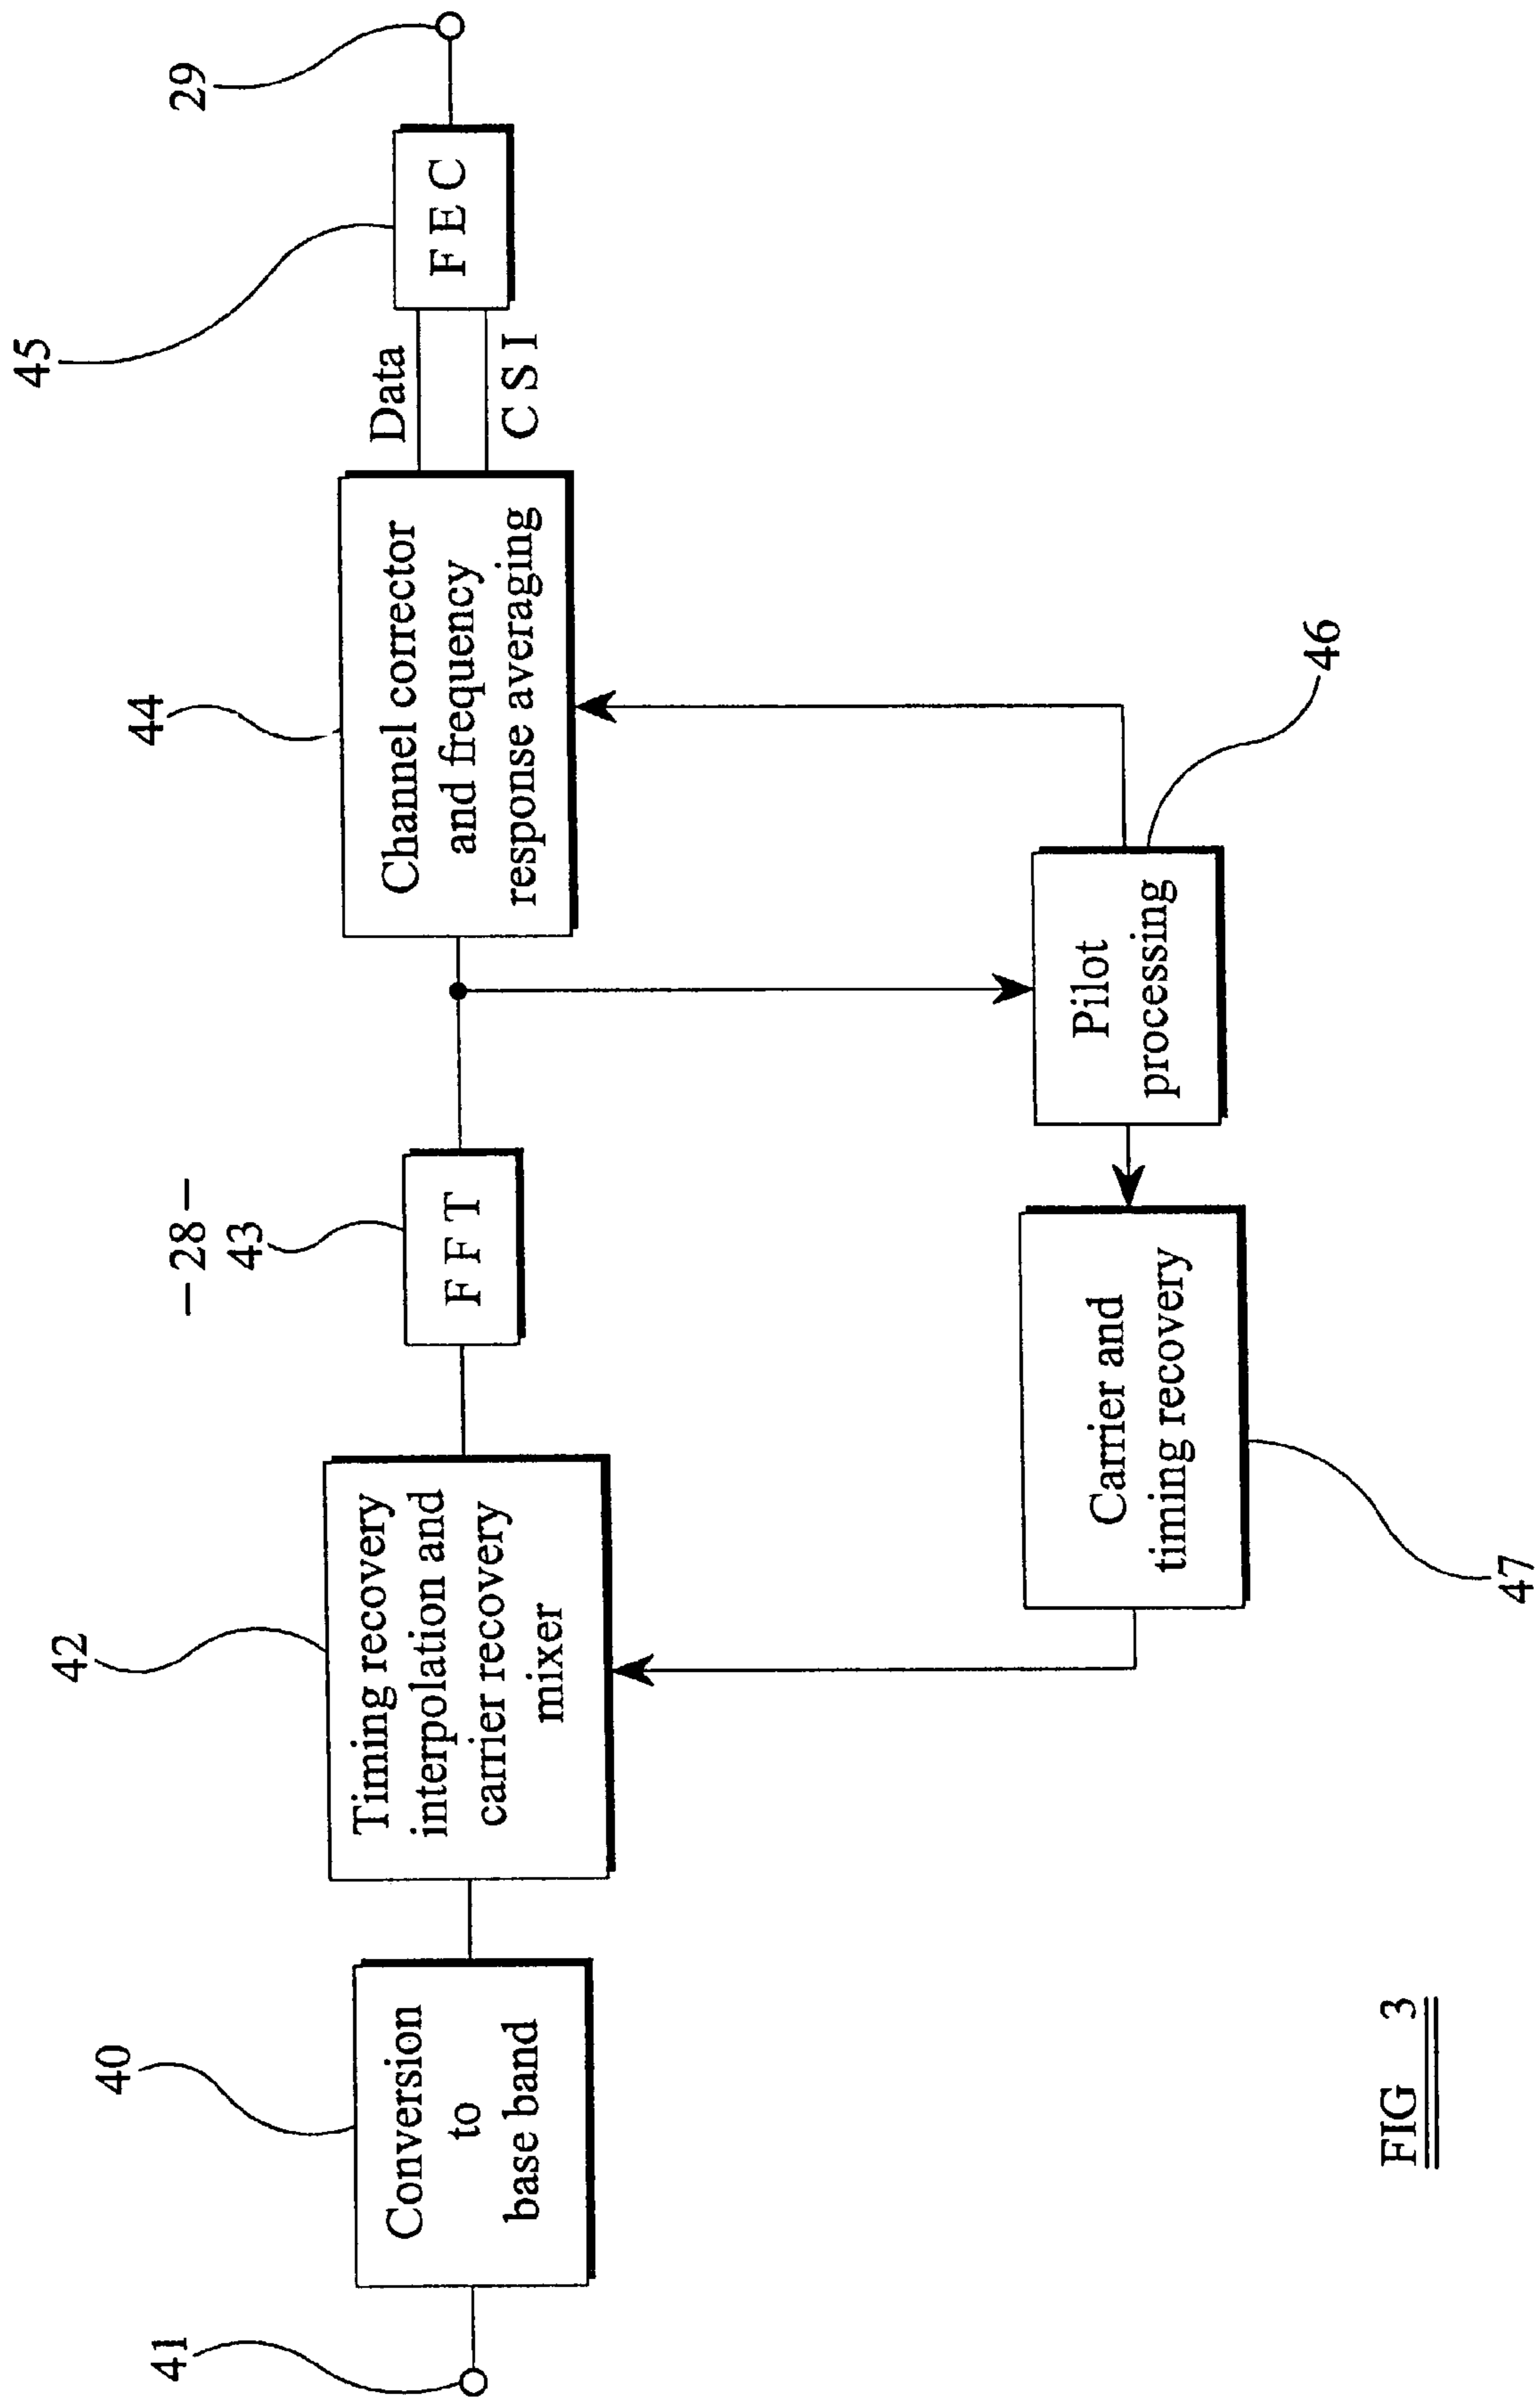 41
40
Conversion
to
base band
42
Timing recovery
interpolation and
carrier recovery
mixer
—28—
43
F F T
44
Channel corrector
and frequency
response averaging
Data
C S I
45
F E C
29
47
Carrier and
timing recovery
Pilot
processing
46
FIG 3